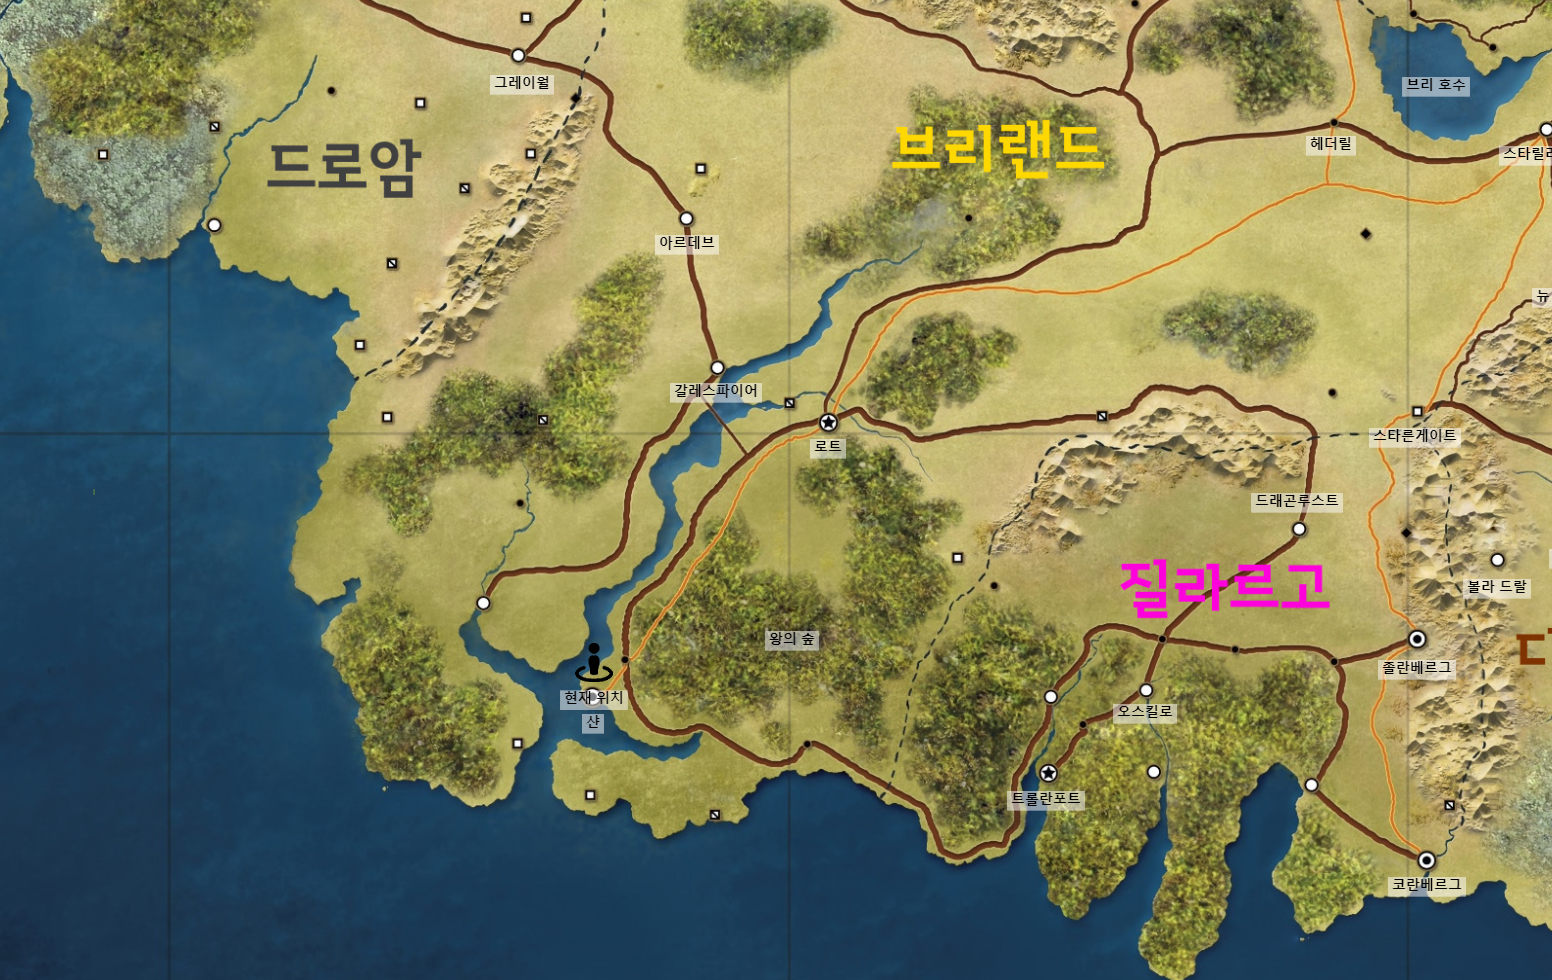 그레이월
브리 호수
드로암
브리랜드
헤더릴
스타릴
아르데브
뉴
갈레스파이어
로트
스타른게이트
드래곤루스트
질라르고
볼라 드랄
왕의 숲
졸란베르그
현재 위치
샨
오스킬로
트롤란포트
코란베르그